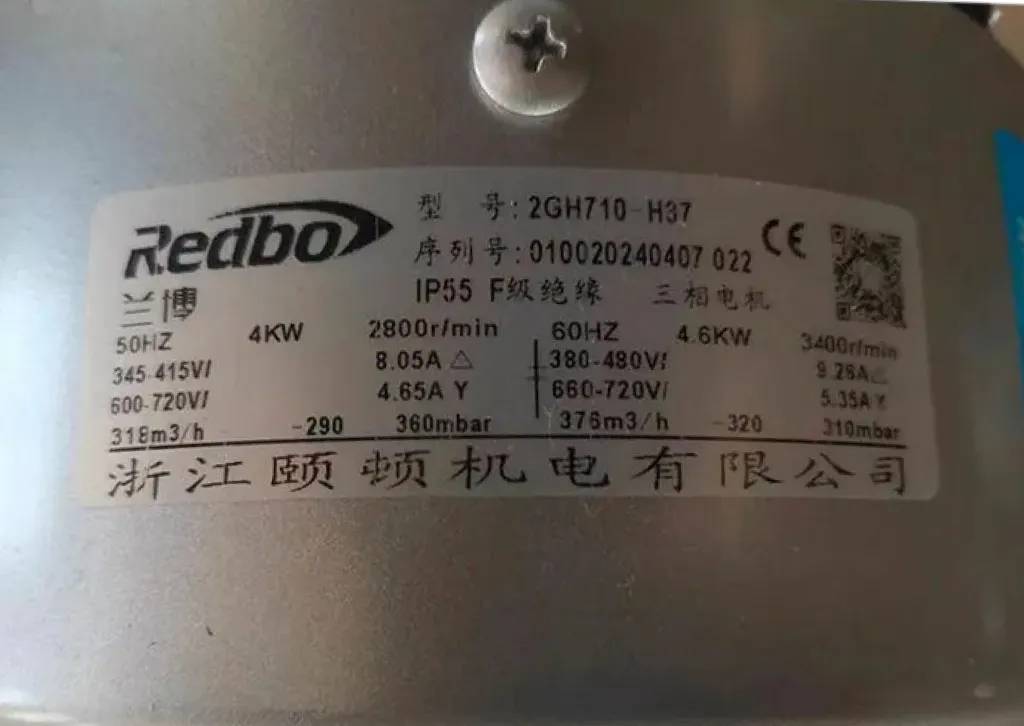 Redbo
兰博
型 号: 2GH710-H37
序列号: 010020240407 022
CE
IP55 F级绝缘 三相电机
50HZ 4KW 2800r/min 60HZ 4.6KW 3400r/min
345-415V/ 8.05A △ 380-480V/ 9.26A△
600-720V/ 4.65A Y 660-720V/ 5.35A Y
318m3/h -290 360mbar 376m3/h -320 310mbar
浙江颐顿机电有限公司